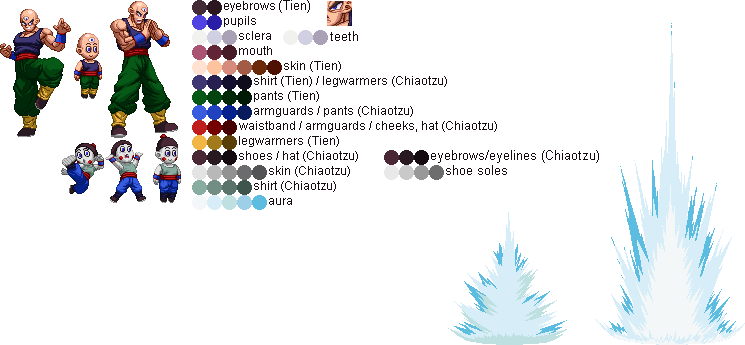 eyebrows (Tien)
pupils
sclera teeth
mouth
skin (Tien)
shirt (Tien) / legwarmers (Chiaotzu)
pants (Tien)
armguards / pants (Chiaotzu)
waistband / armguards / cheeks, hat (Chiaotzu)
legwarmers (Tien)
shoes / hat (Chiaotzu) eyebrows/eyelines (Chiaotzu)
skin (Chiaotzu) shoe soles
shirt (Chiaotzu)
aura